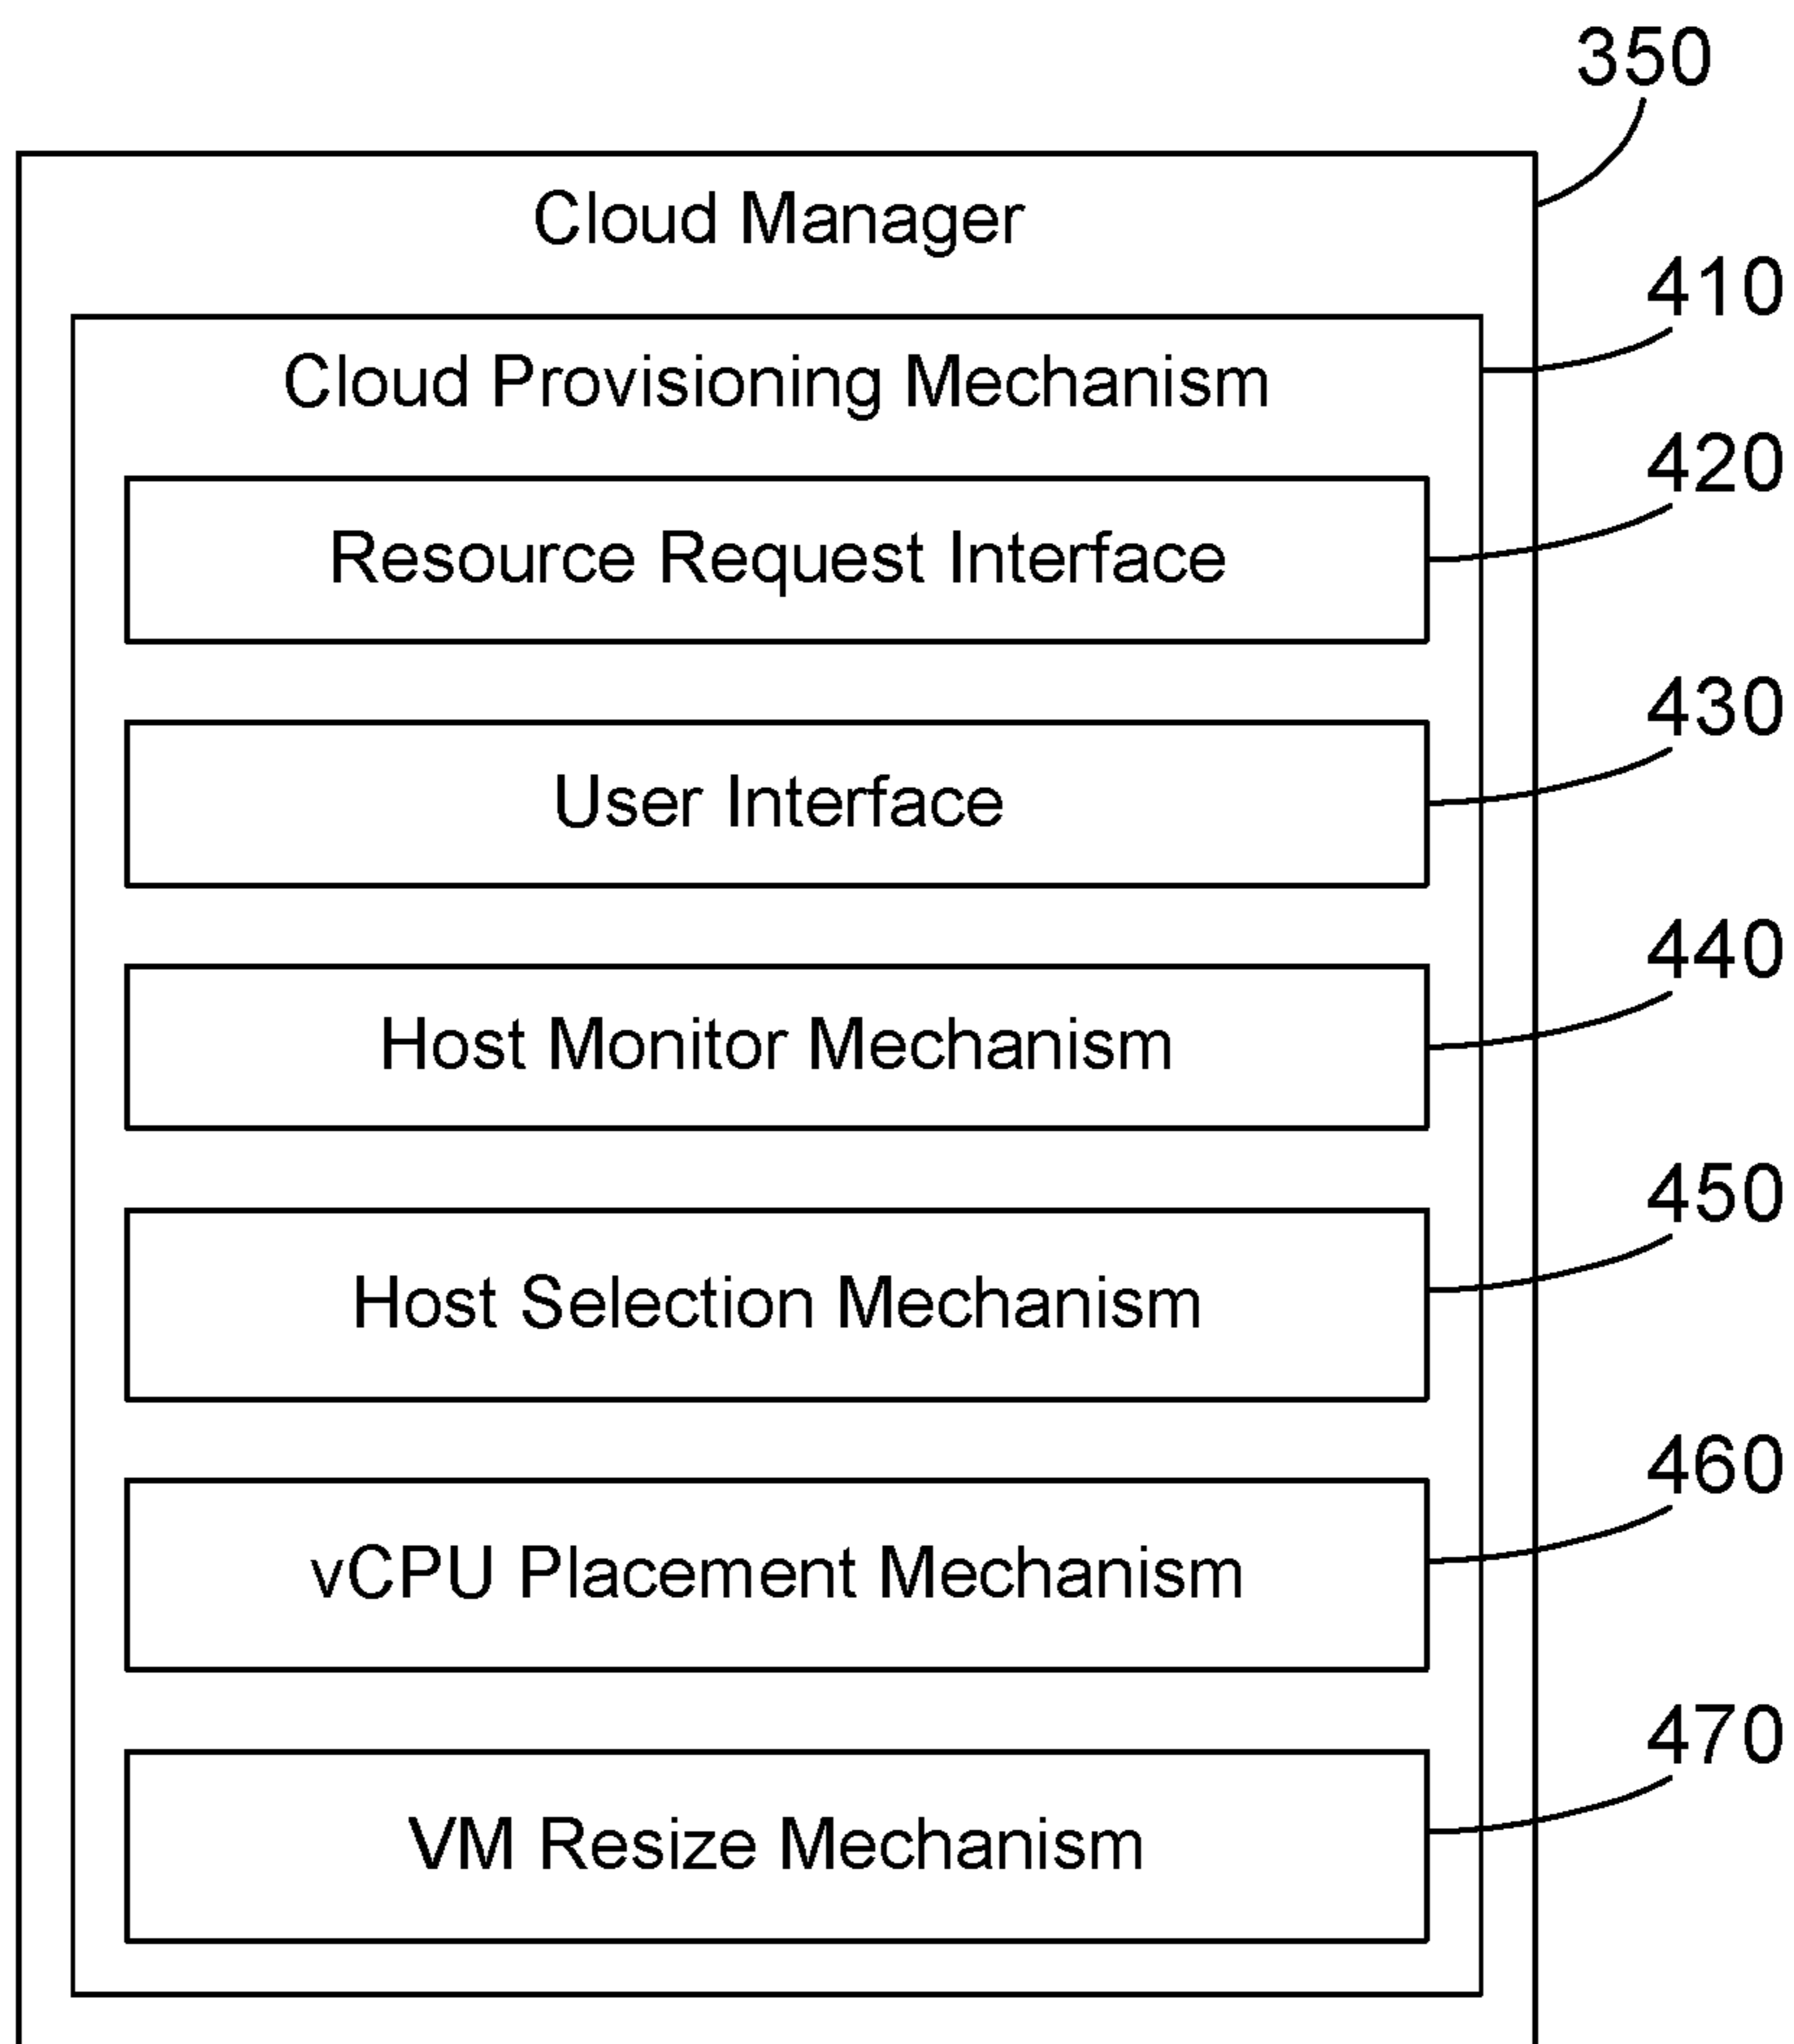 350
Cloud Manager
410
Cloud Provisioning Mechanism
420
Resource Request Interface
430
User Interface
440
Host Monitor Mechanism
450
Host Selection Mechanism
460
vCPU Placement Mechanism
470
VM Resize Mechanism